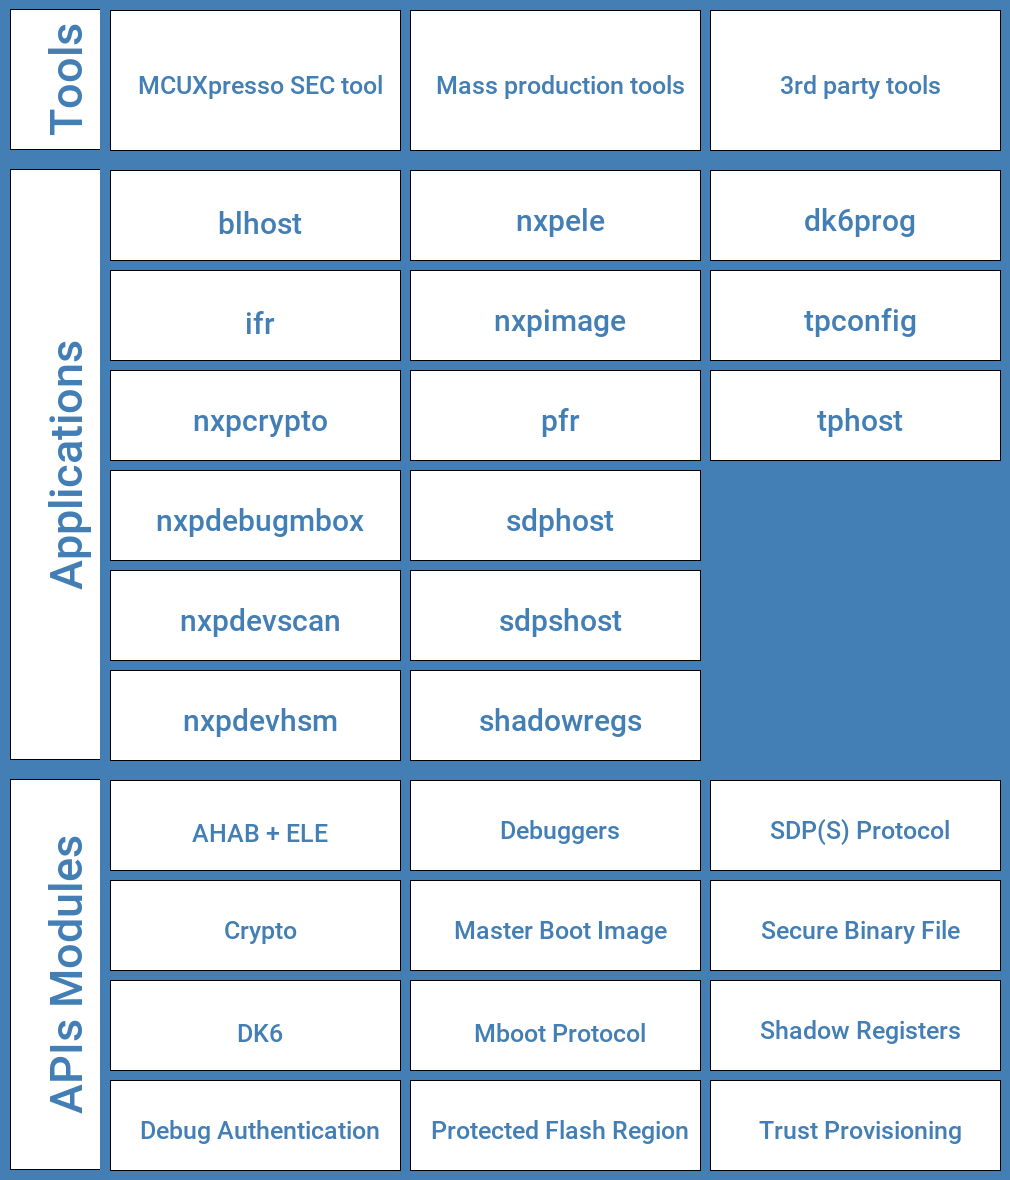 Tools
MCUXpresso SEC tool
Mass production tools
3rd party tools
Applications
blhost
nxpele
dk6prog
ifr
nxpimage
tpconfig
nxpcrypto
pfr
tphost
nxpdebugmbox
sdphost
nxpdevscan
sdpshost
nxpdevhsm
shadowregs
APIs Modules
AHAB + ELE
Debuggers
SDP(S) Protocol
Crypto
Master Boot Image
Secure Binary File
DK6
Mboot Protocol
Shadow Registers
Debug Authentication
Protected Flash Region
Trust Provisioning